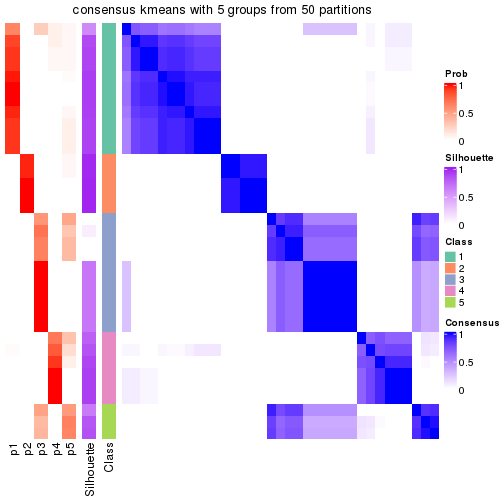 consensus kmeans with 5 groups from 50 partitions
Prob
1
0.5
0
Silhouette
1
0.5
0
Class
1
2
3
4
5
Consensus
1
0.5
0
p1
p2
p3
p4
p5
Silhouette
Class